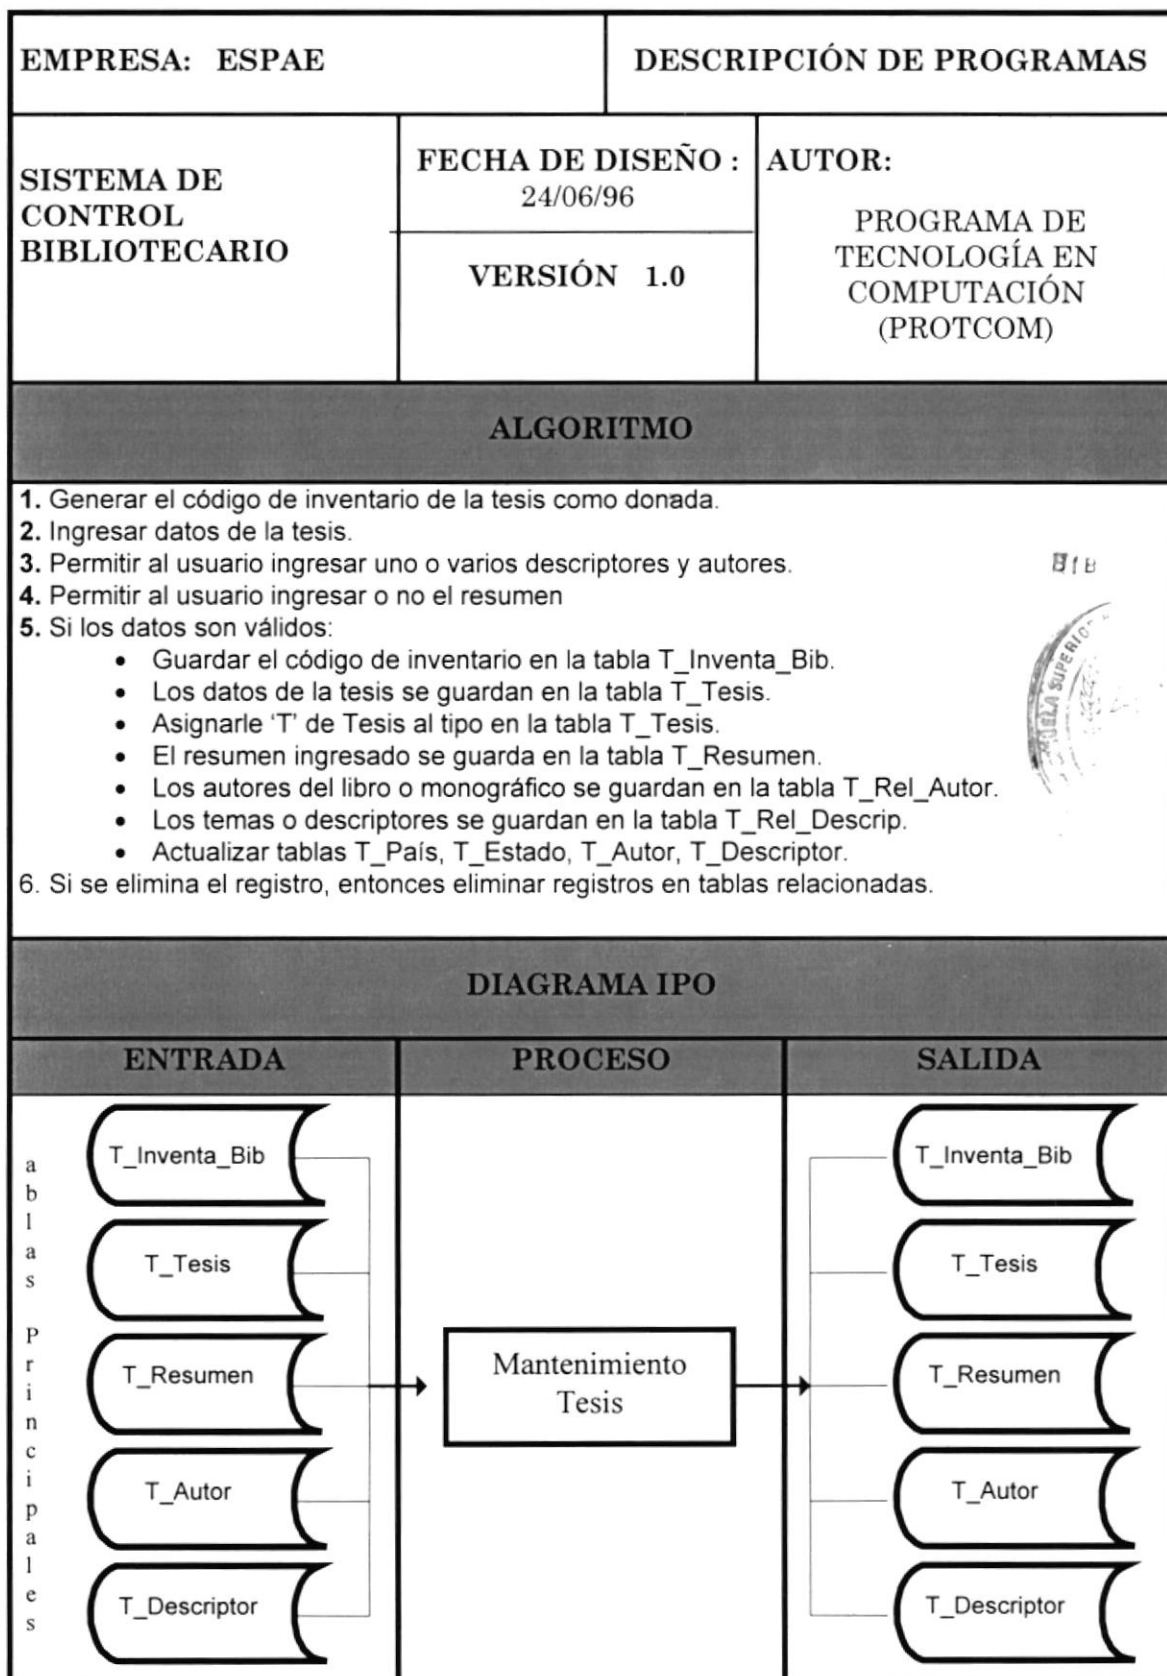 EMPRESA: ESPAE
DESCRIPCIÓN DE PROGRAMAS
SISTEMA DE
CONTROL
BIBLIOTECARIO
FECHA DE DISEÑO :
24/06/96
VERSIÓN 1.0
AUTOR:
PROGRAMA DE
TECNOLOGÍA EN
COMPUTACIÓN
(PROTCOM)
ALGORITMO
1. Generar el código de inventario de la tesis como donada.
2. Ingresar datos de la tesis.
3. Permitir al usuario ingresar uno o varios descriptores y autores.
4. Permitir al usuario ingresar o no el resumen
5. Si los datos son válidos:
• Guardar el código de inventario en la tabla T_Inventa_Bib.
• Los datos de la tesis se guardan en la tabla T_Tesis.
• Asignarle ‘T’ de Tesis al tipo en la tabla T_Tesis.
• El resumen ingresado se guarda en la tabla T_Resumen.
• Los autores del libro o monográfico se guardan en la tabla T_Rel_Autor.
• Los temas o descriptores se guardan en la tabla T_Rel_Descrip.
• Actualizar tablas T_País, T_Estado, T_Autor, T_Descriptor.
6. Si se elimina el registro, entonces eliminar registros en tablas relacionadas.
DIAGRAMA IPO
ENTRADA
PROCESO
SALIDA
ablas Principales
T_Inventa_Bib
T_Tesis
T_Resumen
T_Autor
T_Descriptor
Mantenimiento
Tesis
T_Inventa_Bib
T_Tesis
T_Resumen
T_Autor
T_Descriptor